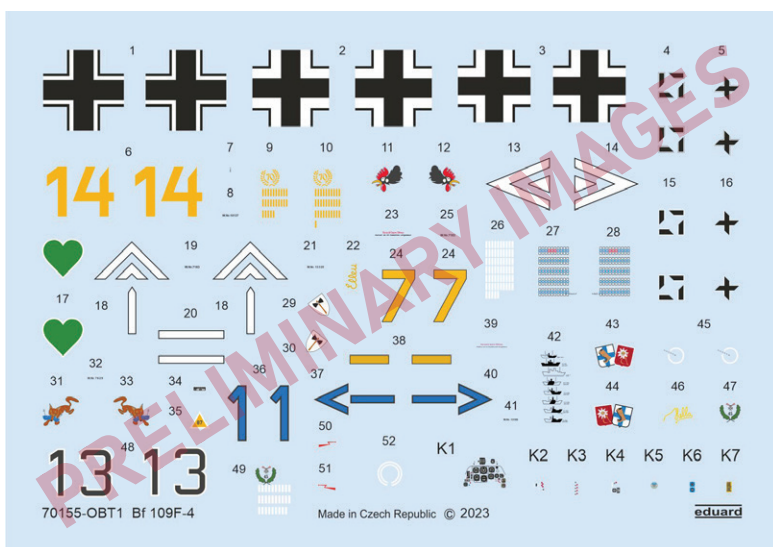 1 2 3 4 5
6 7 8 9 10 11 12 13 14
14 14
15 16
23 25 26 27 28
17 18 19 18 20 21 22 24 24
7 7
29 30
31 32 33 34 35 36 37 38 39 40 41 42 43 44 45 46 47
87
11
Elleu
48 49 50 51 52 K1 K2 K3 K4 K5 K6 K7
13 13
PRELIMINARY IMAGES
70155-OBT1 Bf 109F-4
Made in Czech Republic © 2023
eduard